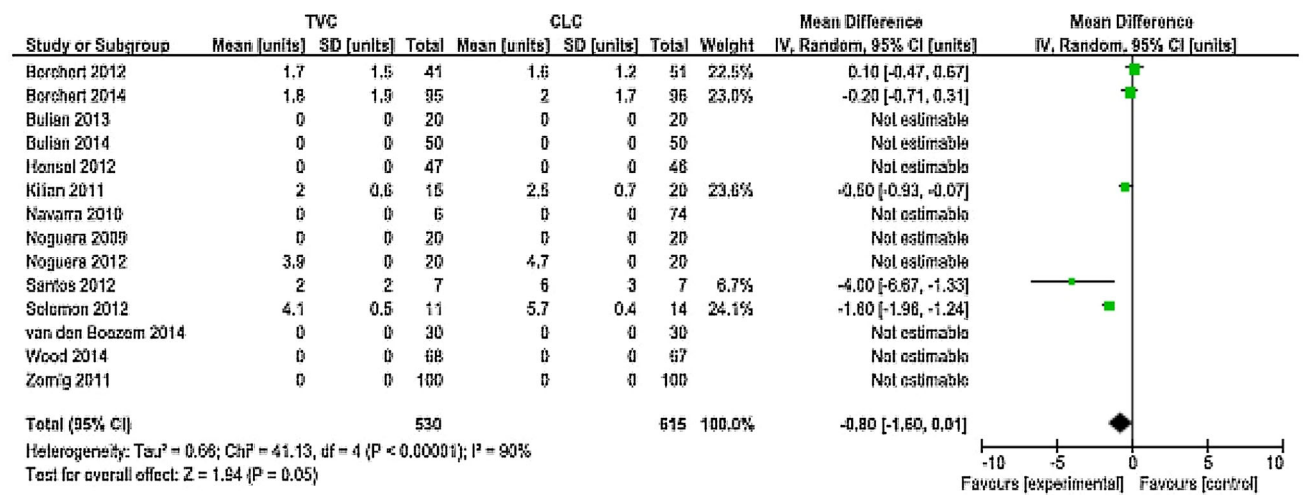 TVC CLC Mean Difference Mean Difference
Study or Subgroup Mean [units] SD [units] Total Mean [units] SD [units] Total Weight IV, Random, 95% CI [units] IV, Random, 95% CI [units]
Borchert 2012 1.7 1.5 41 1.6 1.2 51 22.5% 0.10 [-0.47, 0.67]
Borchert 2014 1.8 1.9 95 2 1.7 96 23.0% -0.20 [-0.71, 0.31]
Bulian 2013 0 0 20 0 0 20 Not estimable
Bulian 2014 0 0 50 0 0 50 Not estimable
Hensel 2012 0 0 47 0 0 46 Not estimable
Kilian 2011 2 0.6 15 2.5 0.7 20 23.6% -0.50 [-0.93, -0.07]
Navarra 2010 0 0 6 0 0 74 Not estimable
Noguera 2009 0 0 20 0 0 20 Not estimable
Noguera 2012 3.9 0 20 4.7 0 20 Not estimable
Santos 2012 2 2 7 6 3 7 6.7% -4.00 [-6.67, -1.33]
Solomon 2012 4.1 0.5 11 5.7 0.4 14 24.1% -1.60 [-1.96, -1.24]
van den Boezem 2014 0 0 30 0 0 30 Not estimable
Wood 2014 0 0 68 0 0 67 Not estimable
Zornig 2011 0 0 100 0 0 100 Not estimable
Total (95% CI) 530 615 100.0% -0.80 [-1.60, 0.01]
Heterogeneity: Tau² = 0.66; Chi² = 41.13, df = 4 (P < 0.00001); I² = 90%
Test for overall effect: Z = 1.94 (P = 0.05)
-10 -5 0 5 10
Favours [experimental] Favours [control]